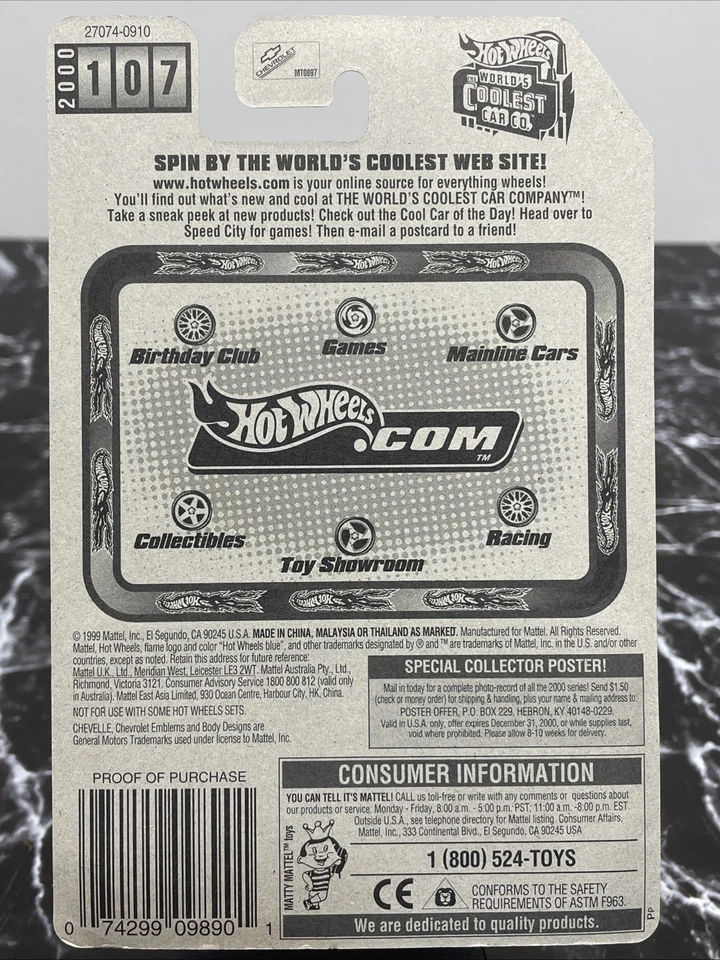 27074-0910
2000
107
CHEVROLET
MT0897
Hot Wheels
THE WORLD'S
COOLEST
CAR CO.
SPIN BY THE WORLD'S COOLEST WEB SITE!
www.hotwheels.com is your online source for everything wheels!
You'll find out what's new and cool at THE WORLD'S COOLEST CAR COMPANY™!
Take a sneak peek at new products! Check out the Cool Car of the Day! Head over to
Speed City for games! Then e-mail a postcard to a friend!
Hot Wheels Hot Wheels Hot Wheels
Birthday Club
Games
Mainline Cars
Hot Wheels.COM™
Collectibles
Toy Showroom
Racing
Hot Wheels Hot Wheels Hot Wheels
© 1999 Mattel, Inc., El Segundo, CA 90245 U.S.A. MADE IN CHINA, MALAYSIA OR THAILAND AS MARKED. Manufactured for Mattel. All Rights Reserved.
Mattel, Hot Wheels, flame logo and color "Hot Wheels blue", and other trademarks designated by ® and ™ are trademarks of Mattel, Inc. in the U.S. and/or other
countries, except as noted. Retain this address for future reference:
Mattel U.K., Ltd., Meridian West, Leicester LE3 2WT. Mattel Australia Pty., Ltd.,
Richmond, Victoria 3121. Consumer Advisory Service 1800 800 812 (valid only
in Australia). Mattel East Asia Limited, 930 Ocean Centre, Harbour City, HK, China.
NOT FOR USE WITH SOME HOT WHEELS SETS.
CHEVELLE, Chevrolet Emblems and Body Designs are
General Motors Trademarks used under license to Mattel, Inc.
SPECIAL COLLECTOR POSTER!
Mail in today for a complete photo-record of all the 2000 series! Send $1.50
(check or money order) for shipping & handling, plus your name & mailing address to:
POSTER OFFER, P.O. BOX 229, HEBRON, KY 40148-0229.
Valid in U.S.A. only, offer expires December 31, 2000, or while supplies last,
void where prohibited. Please allow 8-10 weeks for delivery.
PROOF OF PURCHASE
0 74299 09890 1
CONSUMER INFORMATION
YOU CAN TELL IT'S MATTEL! CALL us toll-free or write with any comments or questions about
our products or service. Monday - Friday, 8:00 a.m. - 5:00 p.m. PST; 11:00 a.m. -8:00 p.m. EST.
Outside U.S.A., see telephone directory for Mattel listing. Consumer Affairs,
Mattel, Inc., 333 Continental Blvd., El Segundo, CA 90245 USA
MATTY MATTEL™ toys
1 (800) 524-TOYS
CE
CONFORMS TO THE SAFETY
REQUIREMENTS OF ASTM F963.
We are dedicated to quality products.
Pp